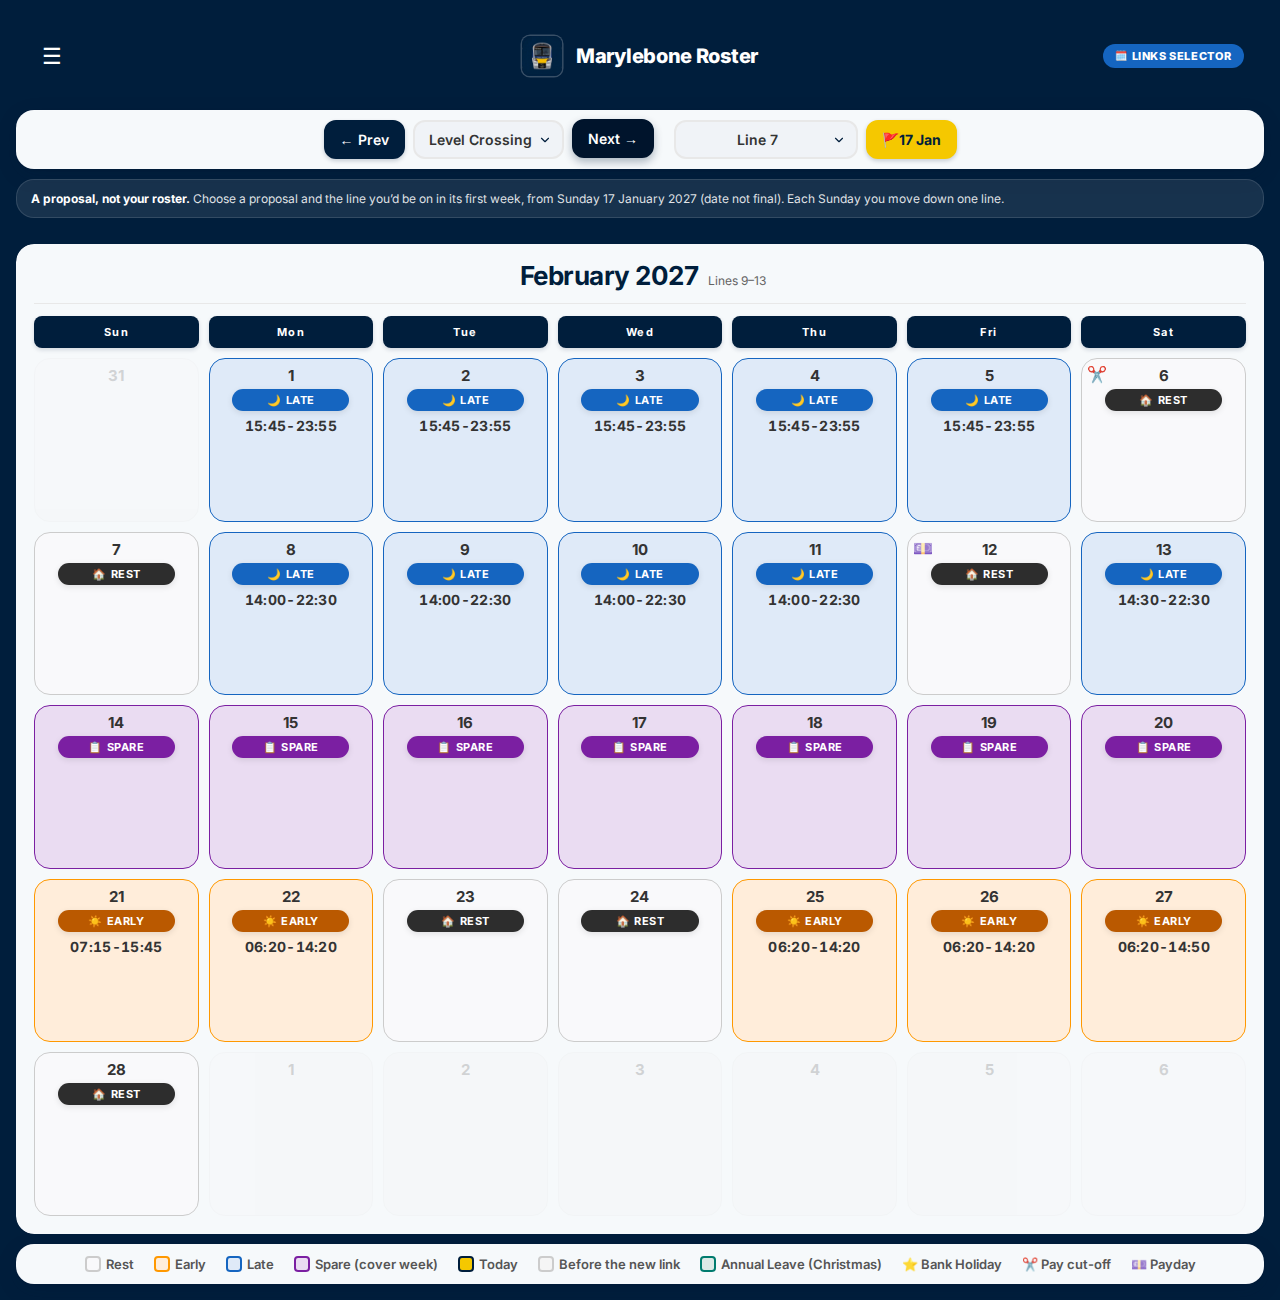 ☰ Marylebone Roster LINKS SELECTOR
← Prev Level Crossing Next → Line 7 17 Jan
A proposal, not your roster. Choose a proposal and the line you'd be on in its first week, from Sunday 17 January 2027 (date not final). Each Sunday you move down one line.
February 2027 Lines 9–13
Sun Mon Tue Wed Thu Fri Sat
31 1 2 3 4 5 6
LATE LATE LATE LATE LATE REST
15:45-23:55 15:45-23:55 15:45-23:55 15:45-23:55 15:45-23:55
7 8 9 10 11 12 13
REST LATE LATE LATE LATE REST LATE
14:00-22:30 14:00-22:30 14:00-22:30 14:00-22:30 14:30-22:30
14 15 16 17 18 19 20
SPARE SPARE SPARE SPARE SPARE SPARE SPARE
21 22 23 24 25 26 27
EARLY EARLY REST REST EARLY EARLY EARLY
07:15-15:45 06:20-14:20 06:20-14:20 06:20-14:20 06:20-14:50
28 1 2 3 4 5 6
REST
Rest Early Late Spare (cover week) Today Before the new link Annual Leave (Christmas) Bank Holiday Pay cut-off Payday